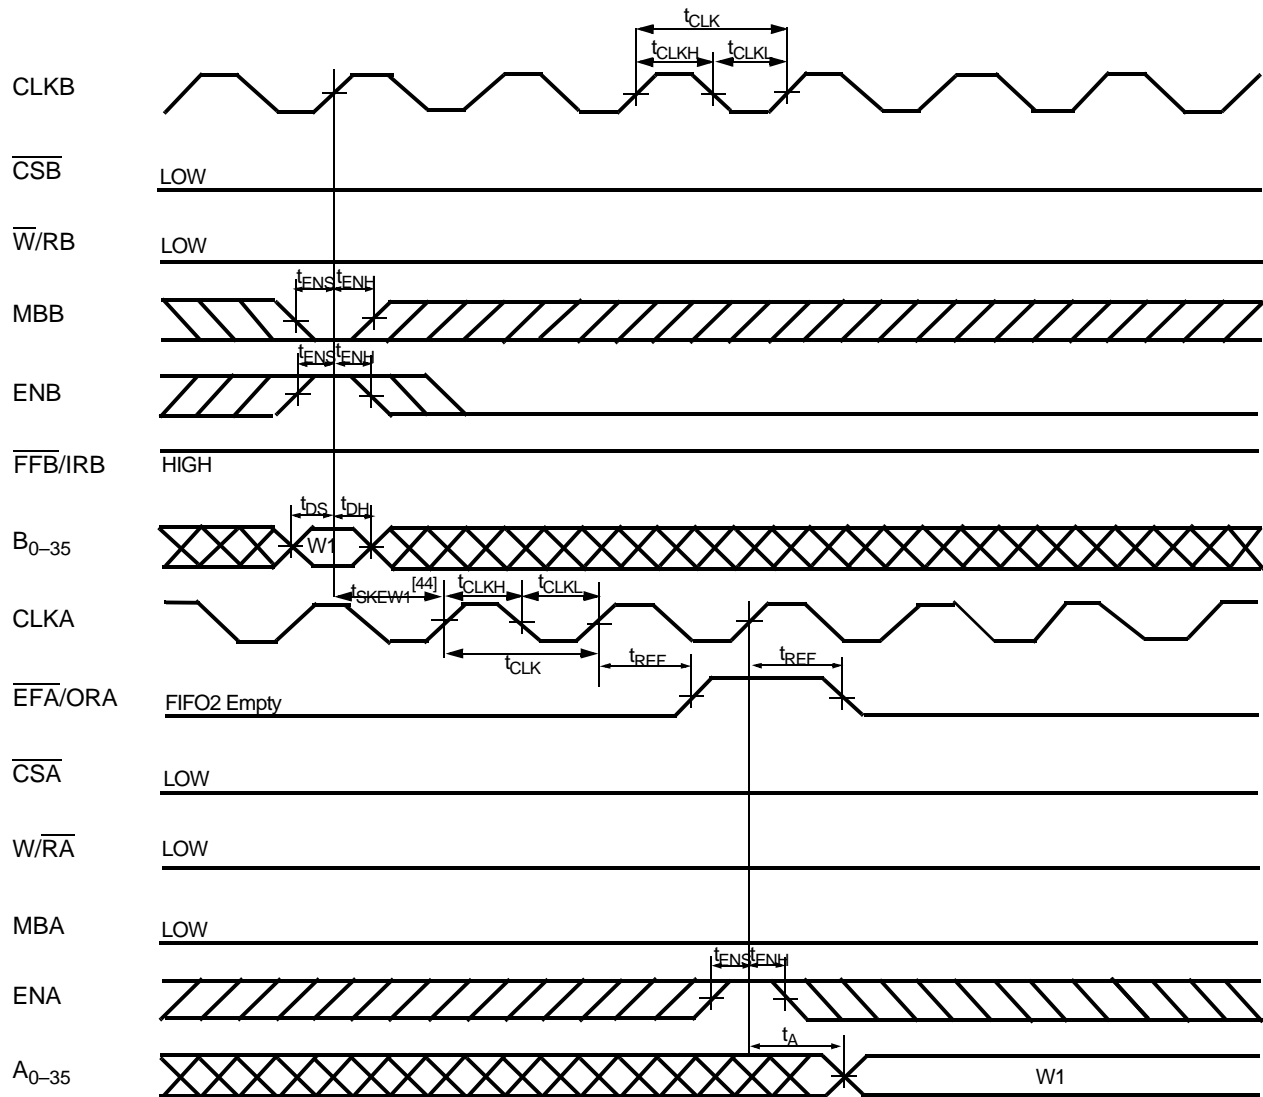 tCLK
tCLKH tCLKL
CLKB
CSB LOW
W/RB LOW
tENS tENH
MBB
tENS tENH
ENB
FFB/IRB HIGH
tDS tDH
B0–35 W1
tSKEW1[44] tCLKH tCLKL
CLKA
tCLK tREF tREF
EFA/ORA FIFO2 Empty
CSA LOW
W/RA LOW
MBA LOW
tENS tENH
ENA
tA
A0–35 W1